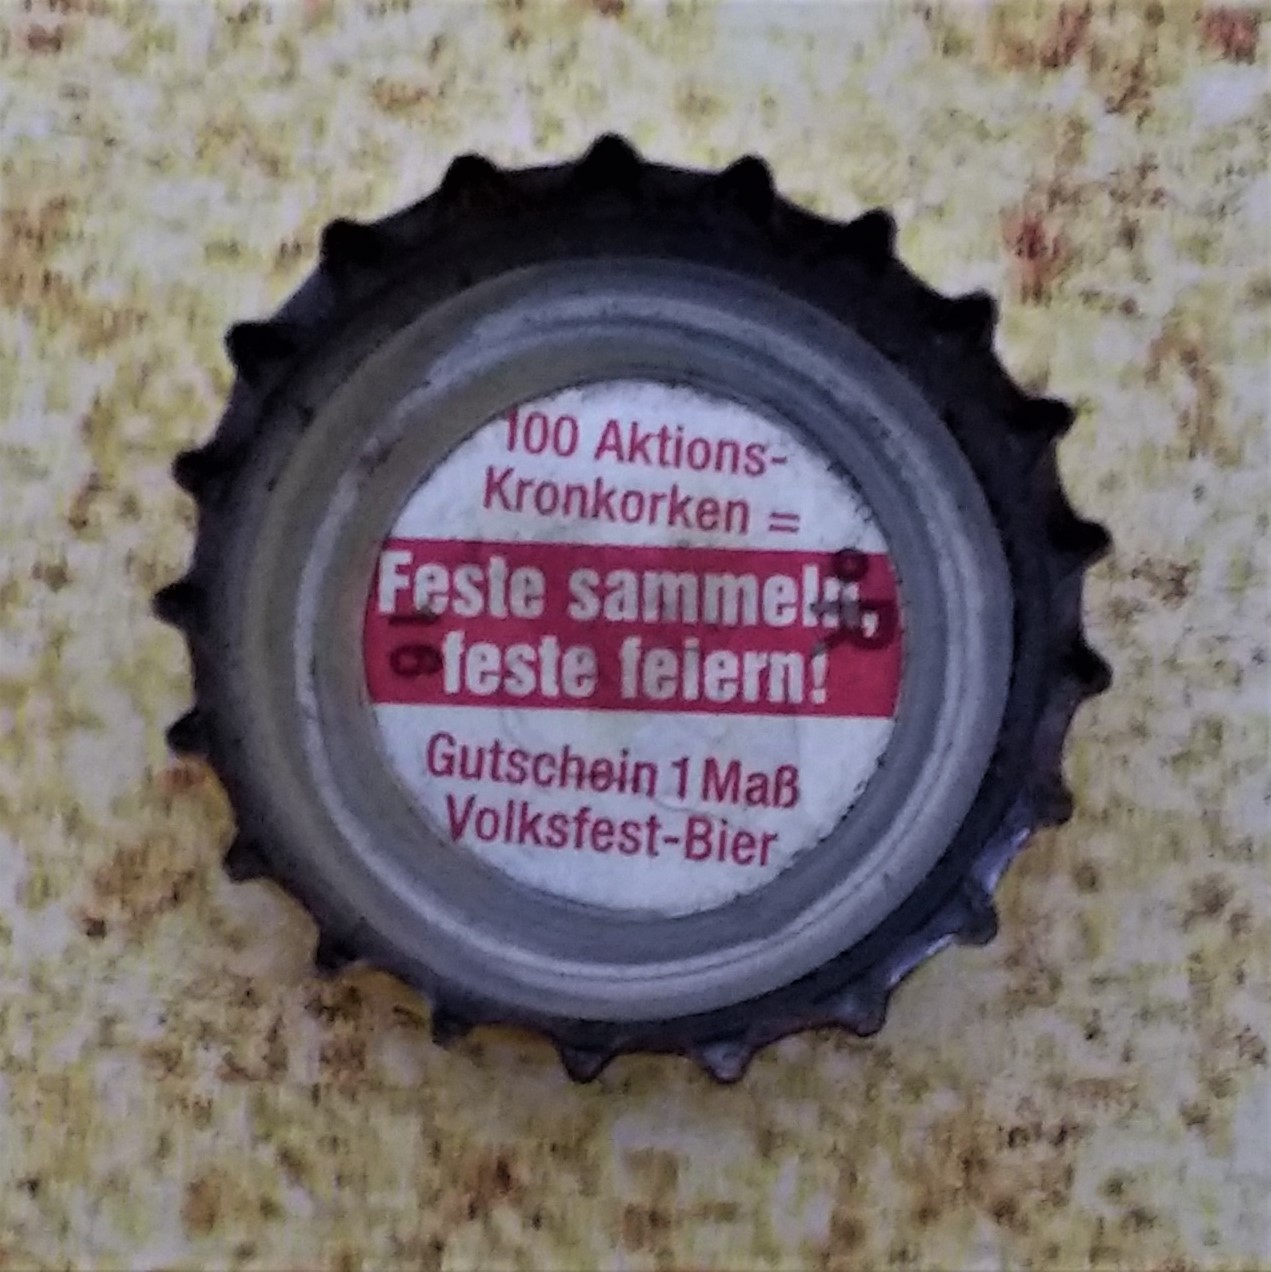 100 Aktions-
Kronkorken =
Feste sammeln,
feste feiern!
Gutschein 1 Maß
Volksfest-Bier